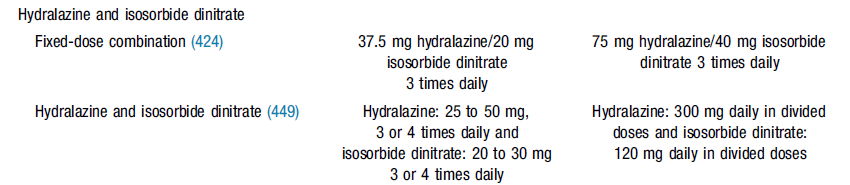 Hydralazine and isosorbide dinitrate
Fixed-dose combination (424)
37.5 mg hydralazine/20 mg
isosorbide dinitrate
3 times daily
75 mg hydralazine/40 mg isosorbide
dinitrate 3 times daily
Hydralazine and isosorbide dinitrate (449)
Hydralazine: 25 to 50 mg,
3 or 4 times daily and
isosorbide dinitrate: 20 to 30 mg
3 or 4 times daily
Hydralazine: 300 mg daily in divided
doses and isosorbide dinitrate:
120 mg daily in divided doses